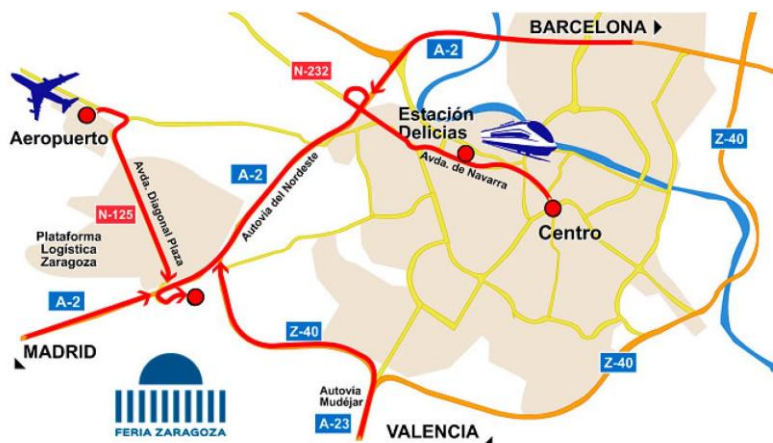 BARCELONA
A-2
N-232
Estación
Delicias
Aeropuerto
Z-40
Avda. de Navarra
A-2
Autovía del Nordeste
Avda. Diagonal Plaza
N-125
Centro
Plataforma
Logística
Zaragoza
A-2
MADRID
Z-40
Z-40
Autovía
Mudéjar
A-23
VALENCIA
FERIA ZARAGOZA